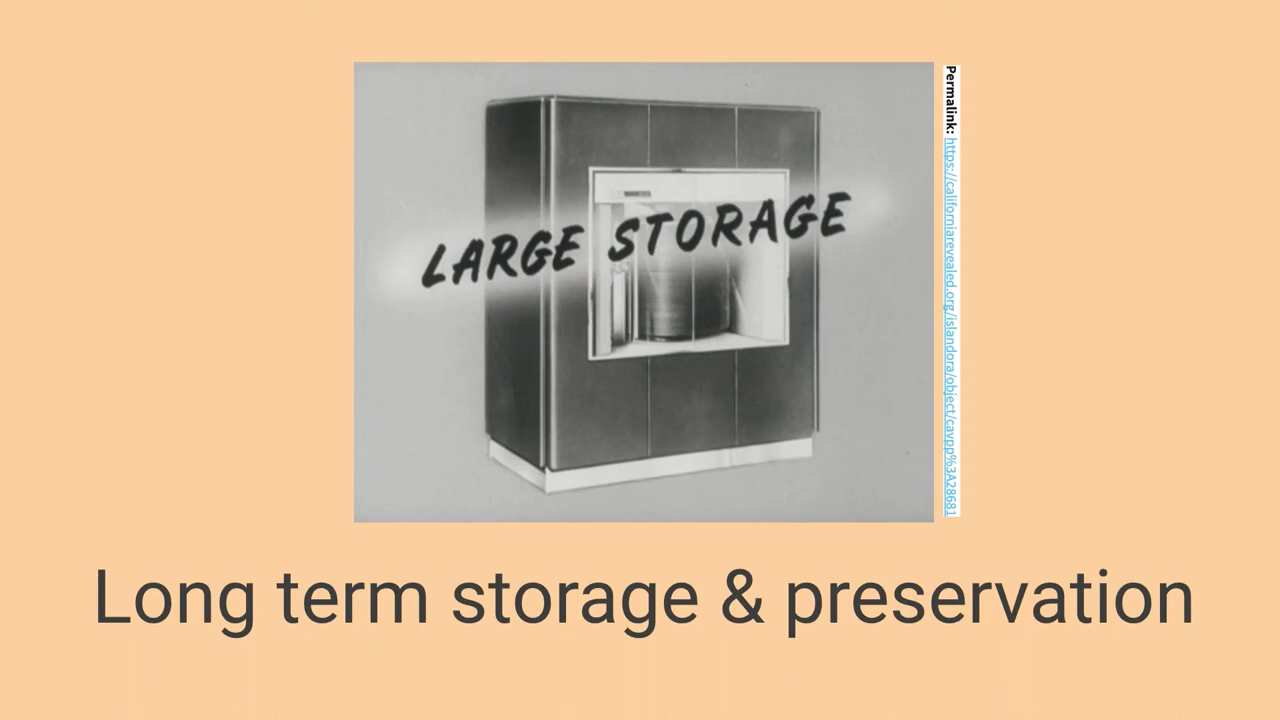 LARGE STORAGE
Permalink: https://californiarevealed.org/islandora/object/cavpp%3A28681
Long term storage & preservation